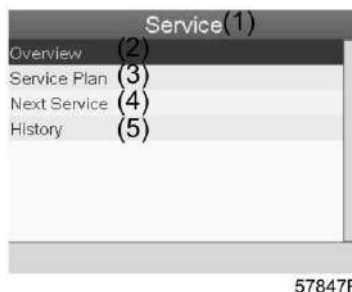 Service(1)
Overview (2)
Service Plan (3)
Next Service (4)
History (5)
57847F